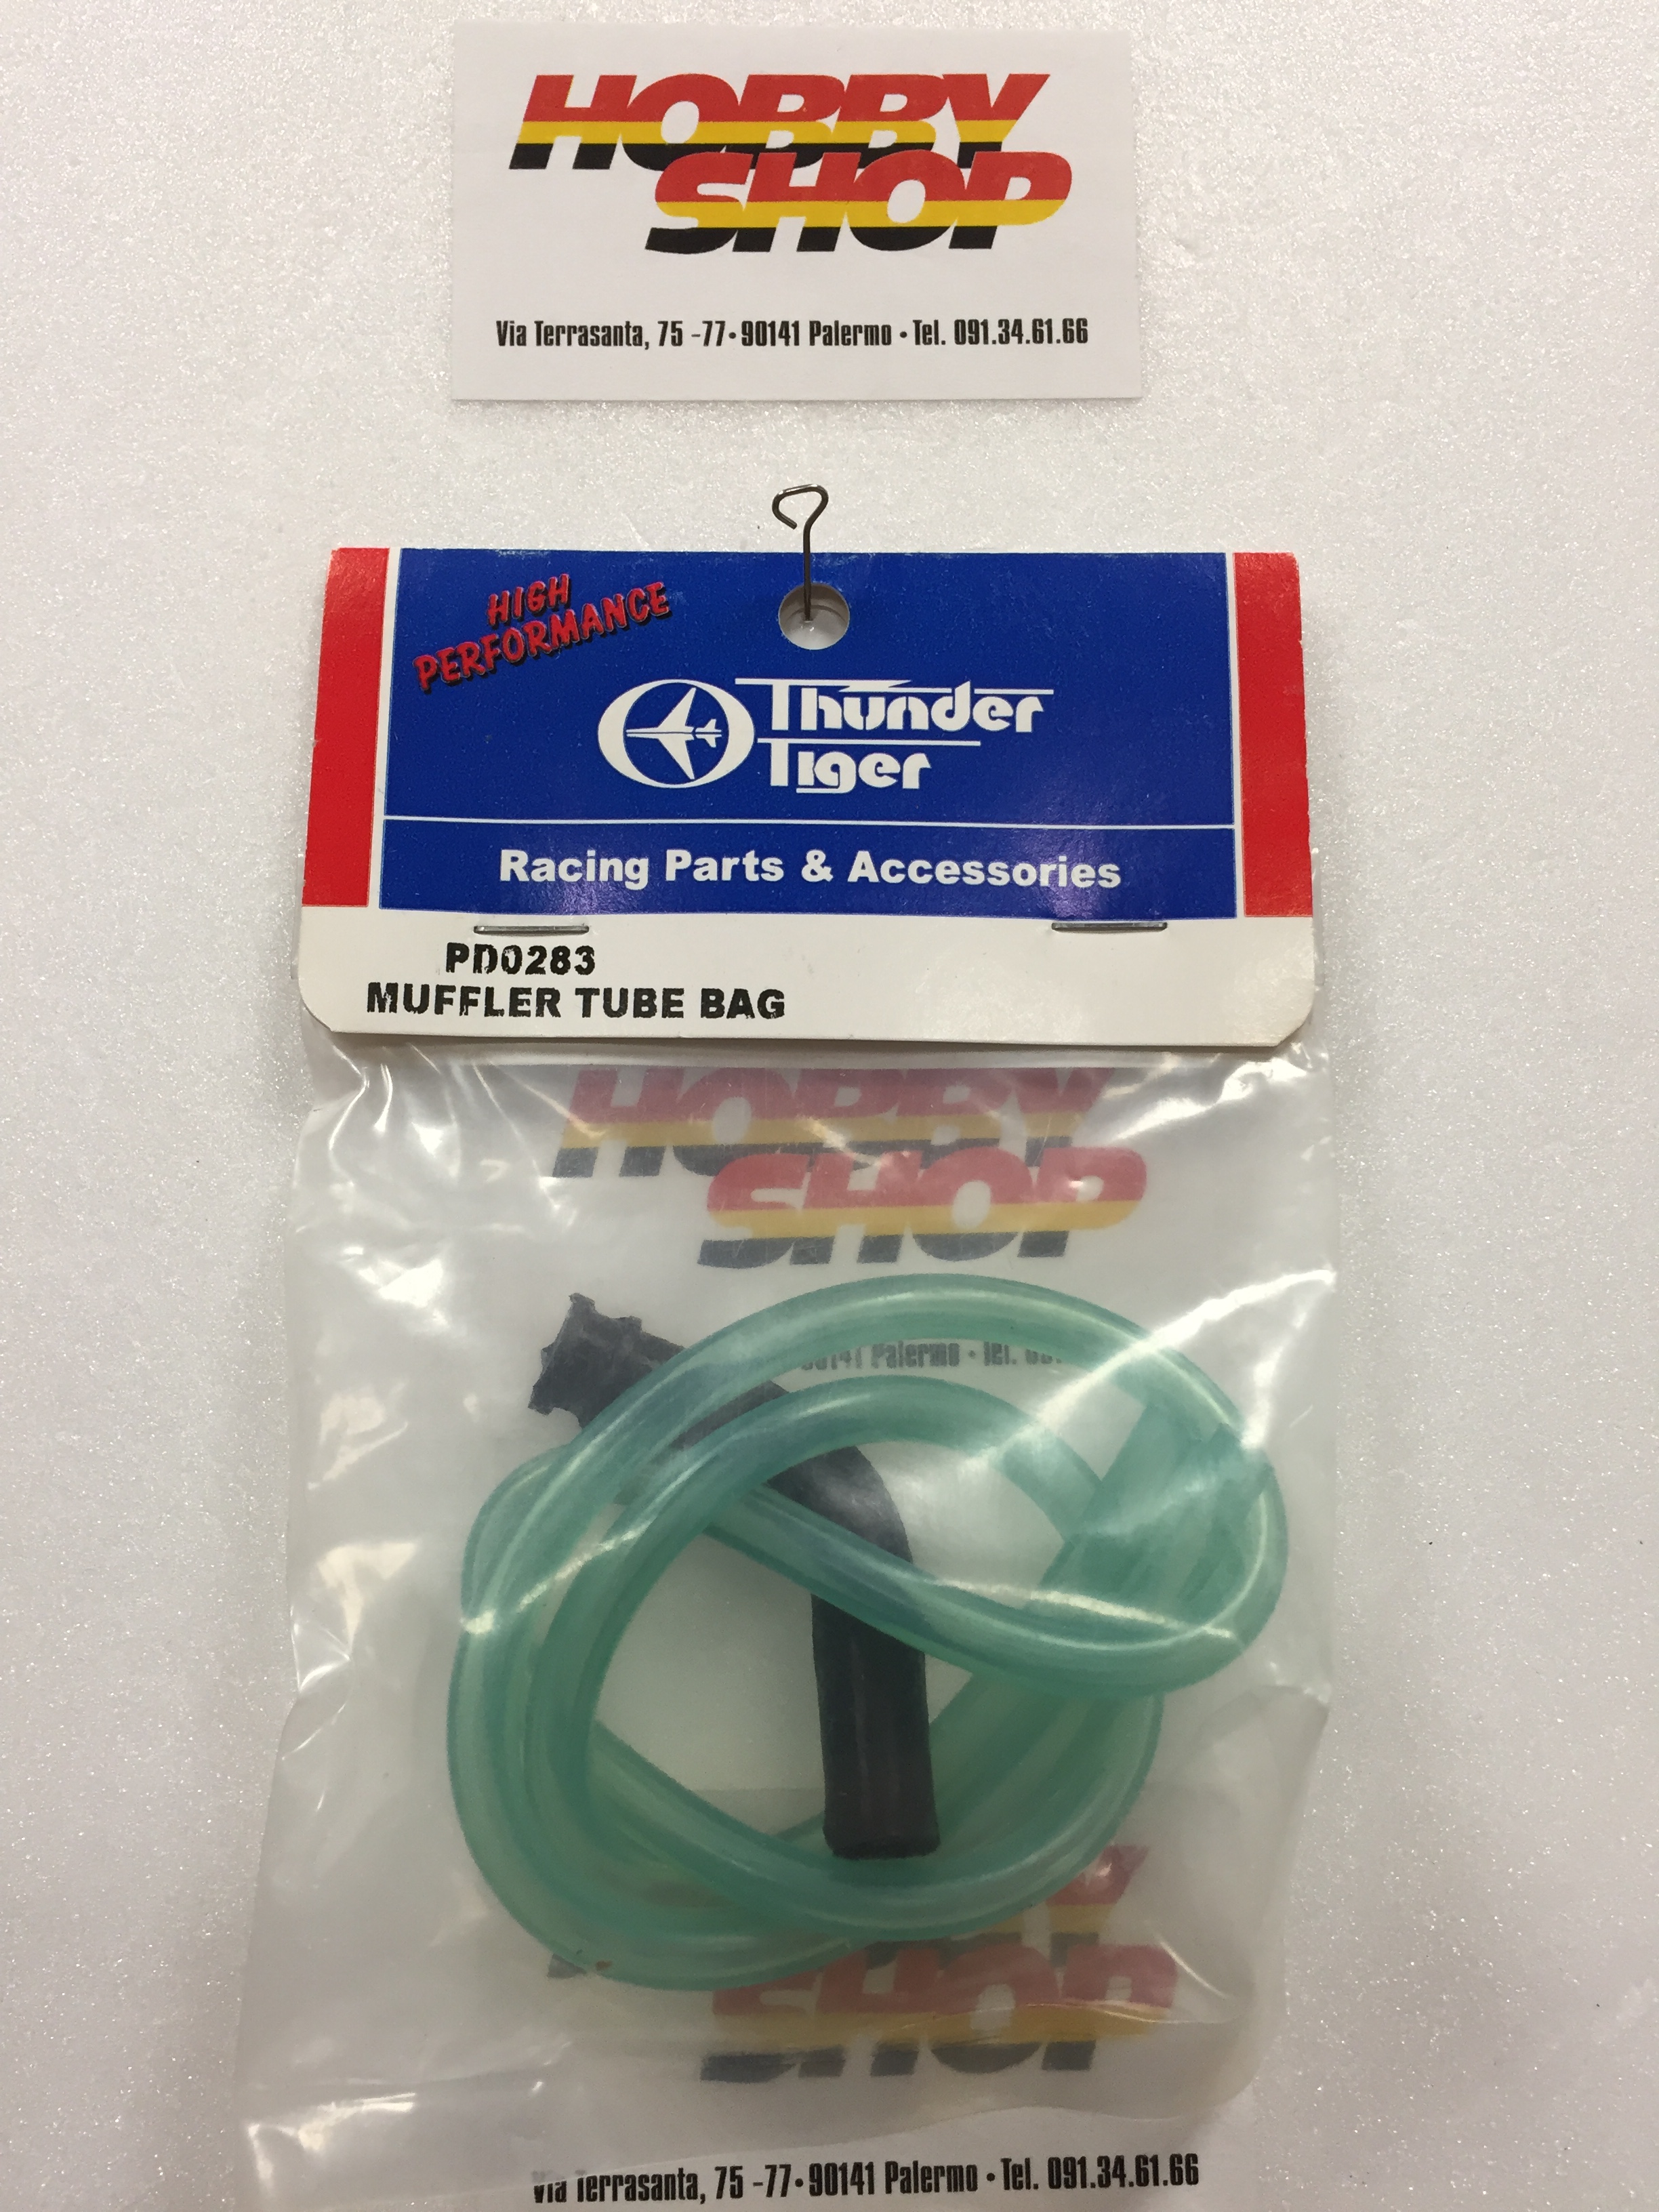 HOBBY
SHOP
Via Terrasanta, 75 -77• 90141 Palermo • Tel. 091.34.61.66
HIGH
PERFORMANCE
Thunder
Tiger
Racing Parts & Accessories
PD0283
MUFFLER TUBE BAG
HOBBY
SHOP
90141 Palermo • Tel.
SHOP
Via Terrasanta, 75 -77• 90141 Palermo • Tel. 091.34.61.66